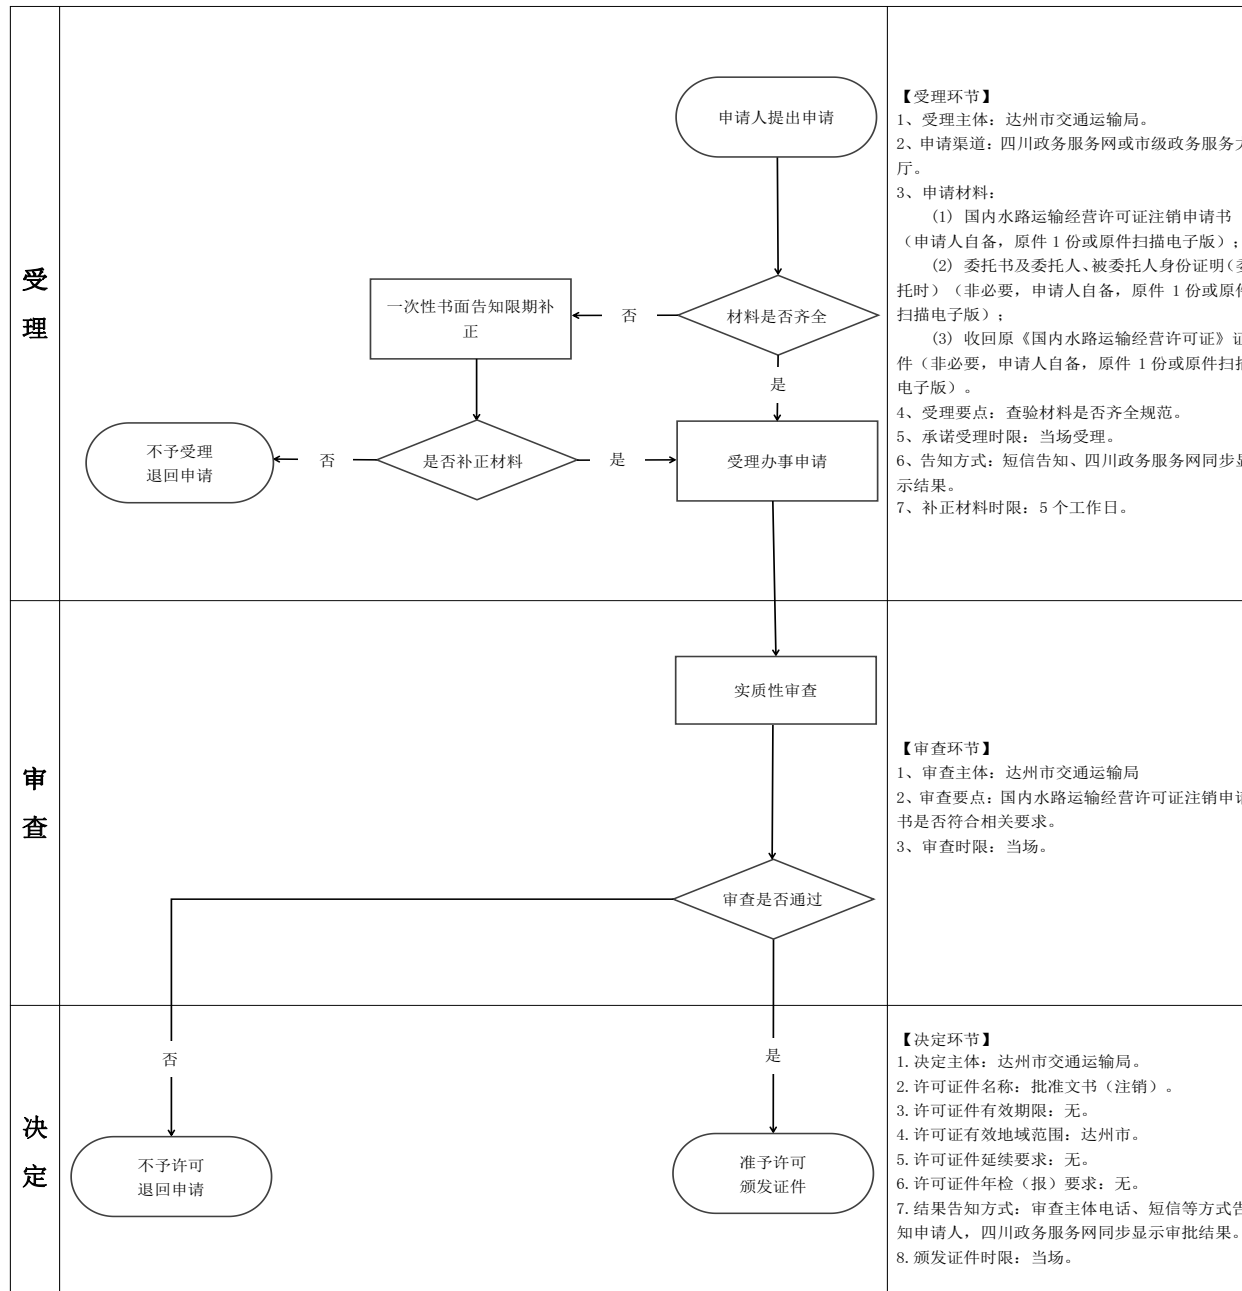 受
理
申请人提出申请
材料是否齐全
否
一次性书面告知限期补
正
是
是否补正材料
否
不予受理
退回申请
是
受理办事申请
【受理环节】
1、受理主体：达州市交通运输局。
2、申请渠道：四川政务服务网或市级政务服务大
厅。
3、申请材料：
（1）国内水路运输经营许可证注销申请书
（申请人自备，原件 1 份或原件扫描电子版）；
（2）委托书及委托人、被委托人身份证明（委
托时）（非必要，申请人自备，原件 1 份或原件
扫描电子版）；
（3）收回原《国内水路运输经营许可证》证
件（非必要，申请人自备，原件 1 份或原件扫描
电子版）。
4、受理要点：查验材料是否齐全规范。
5、承诺受理时限：当场受理。
6、告知方式：短信告知、四川政务服务网同步显
示结果。
7、补正材料时限：5 个工作日。
审
查
实质性审查
审查是否通过
【审查环节】
1、审查主体：达州市交通运输局
2、审查要点：国内水路运输经营许可证注销申请
书是否符合相关要求。
3、审查时限：当场。
决
定
否
是
不予许可
退回申请
准予许可
颁发证件
【决定环节】
1.决定主体：达州市交通运输局。
2.许可证件名称：批准文书（注销）。
3.许可证件有效期限：无。
4.许可证有效地域范围：达州市。
5.许可证件延续要求：无。
6.许可证件年检（报）要求：无。
7.结果告知方式：审查主体电话、短信等方式告
知申请人，四川政务服务网同步显示审批结果。
8.颁发证件时限：当场。